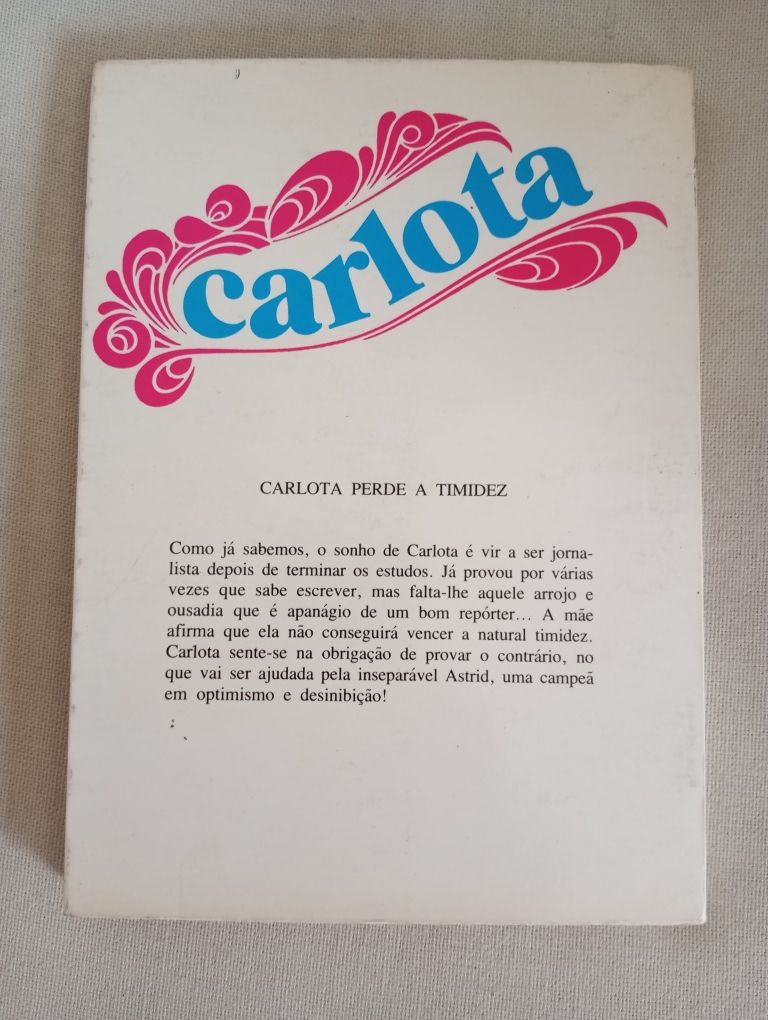 carlota
CARLOTA PERDE A TIMIDEZ
Como já sabemos, o sonho de Carlota é vir a ser jorna-
lista depois de terminar os estudos. Já provou por várias
vezes que sabe escrever, mas falta-lhe aquele arrojo e
ousadia que é apanágio de um bom repórter... A mãe
afirma que ela não conseguirá vencer a natural timidez.
Carlota sente-se na obrigação de provar o contrário, no
que vai ser ajudada pela inseparável Astrid, uma campeã
em optimismo e desinibição!